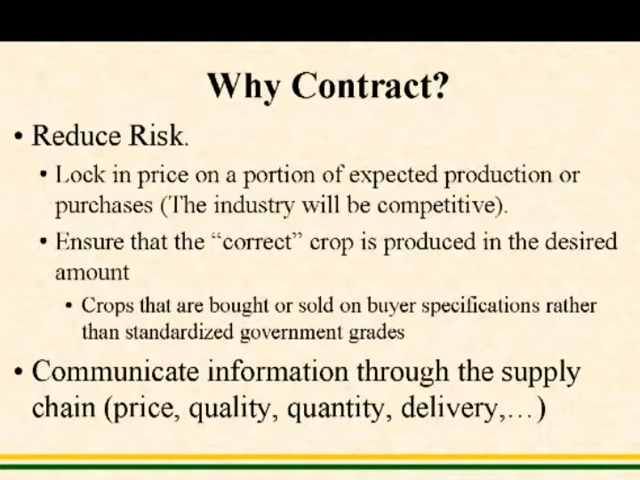 Why Contract?
• Reduce Risk.
• Lock in price on a portion of expected production or
purchases (The industry will be competitive).
• Ensure that the “correct” crop is produced in the desired
amount
• Crops that are bought or sold on buyer specifications rather
than standardized government grades
• Communicate information through the supply
chain (price, quality, quantity, delivery,…)